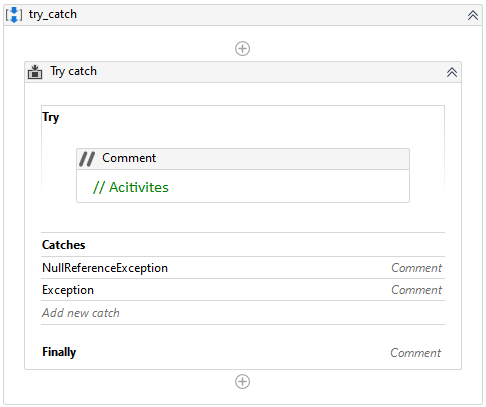 try_catch
Try catch
Try
// Comment
// Acitivites
Catches
NullReferenceException Comment
Exception Comment
Add new catch
Finally Comment